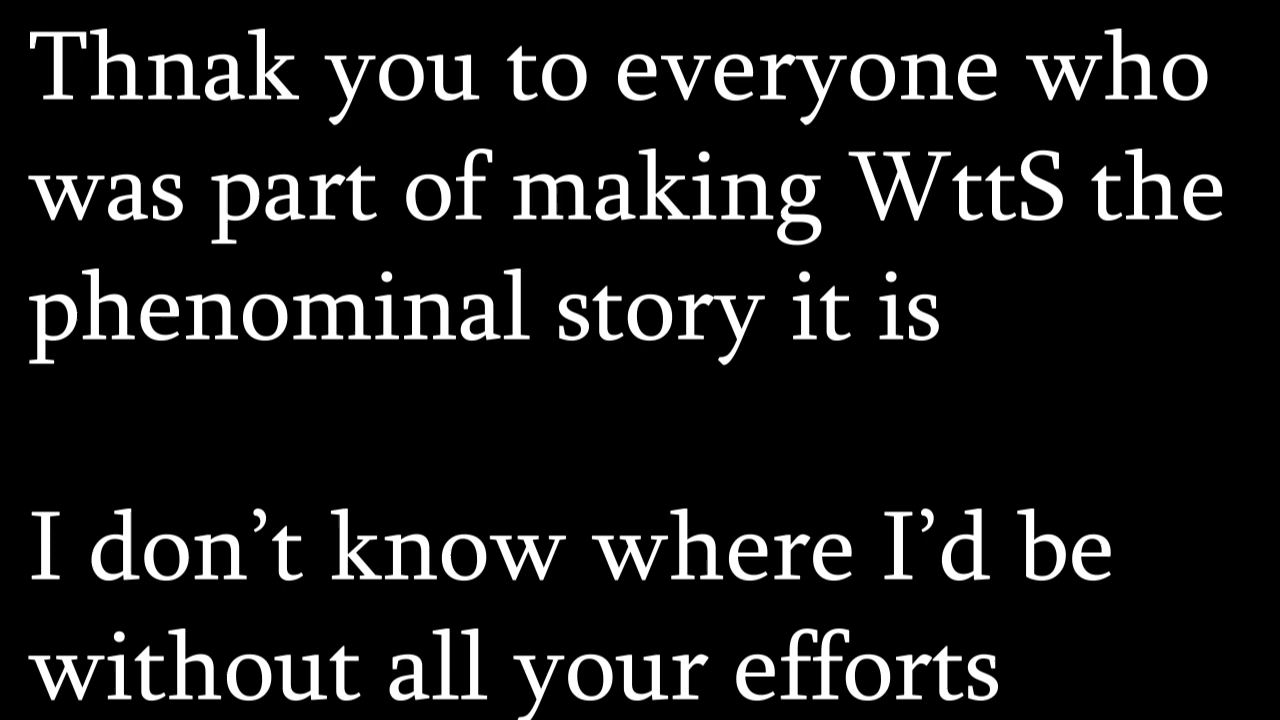 Thnak you to everyone who
was part of making WttS the
phenominal story it is
I don’t know where I’d be
without all your efforts